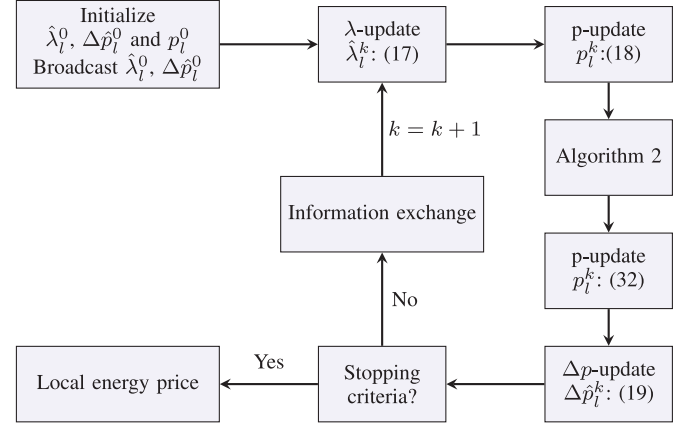 Initialize
λ̂_l^0, Δp̂_l^0 and p_l^0
Broadcast λ̂_l^0, Δp̂_l^0
λ-update
λ̂_l^k: (17)
p-update
p_l^k:(18)
Algorithm 2
k = k + 1
Information exchange
p-update
p_l^k: (32)
No
Δp-update
Δp̂_l^k: (19)
Stopping
criteria?
Yes
Local energy price